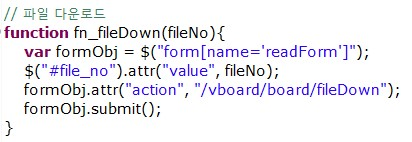 // 파일 다운로드
function fn_fileDown(fileNo){
var formObj = $("form[name='readForm']");
$("#file_no").attr("value", fileNo);
formObj.attr("action", "/vboard/board/fileDown");
formObj.submit();
}